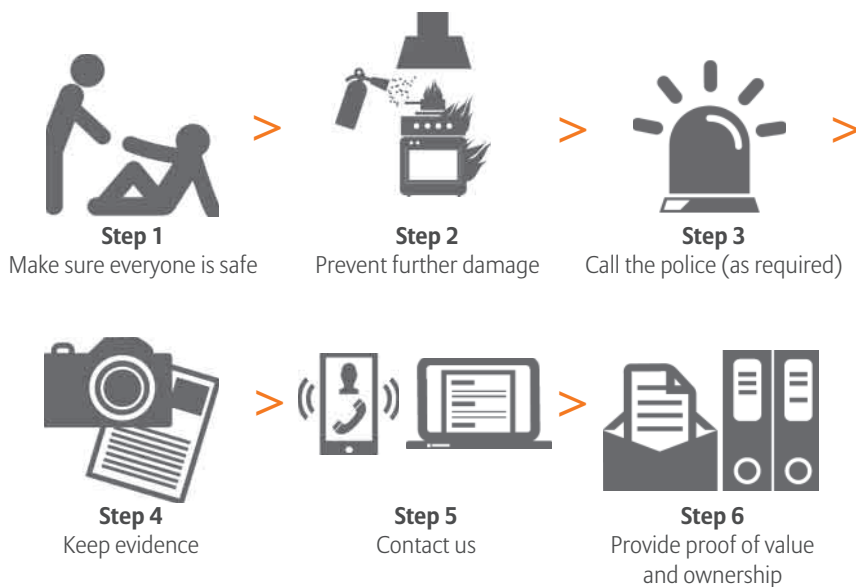 Step 1
Make sure everyone is safe
Step 2
Prevent further damage
Step 3
Call the police (as required)
Step 4
Keep evidence
Step 5
Contact us
Step 6
Provide proof of value
and ownership